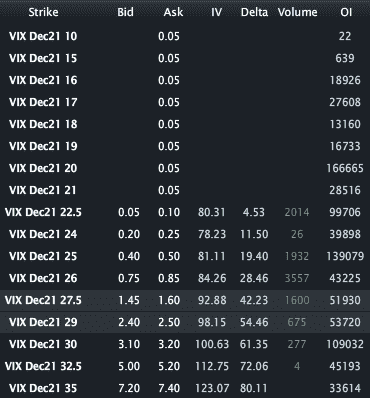 Strike Bid Ask IV Delta Volume OI
VIX Dec21 10 0.05 22
VIX Dec21 15 0.05 639
VIX Dec21 16 0.05 18926
VIX Dec21 17 0.05 27608
VIX Dec21 18 0.05 13160
VIX Dec21 19 0.05 16733
VIX Dec21 20 0.05 166665
VIX Dec21 21 0.05 28516
VIX Dec21 22.5 0.05 0.10 80.31 4.53 2014 99706
VIX Dec21 24 0.20 0.25 78.23 11.50 26 39898
VIX Dec21 25 0.40 0.50 81.11 19.40 1932 139079
VIX Dec21 26 0.75 0.85 84.26 28.46 3557 43225
VIX Dec21 27.5 1.45 1.60 92.88 42.23 1600 51930
VIX Dec21 29 2.40 2.50 98.15 54.46 675 53720
VIX Dec21 30 3.10 3.20 100.63 61.35 277 109032
VIX Dec21 32.5 5.00 5.20 112.75 72.06 4 45193
VIX Dec21 35 7.20 7.40 123.07 80.11 33614